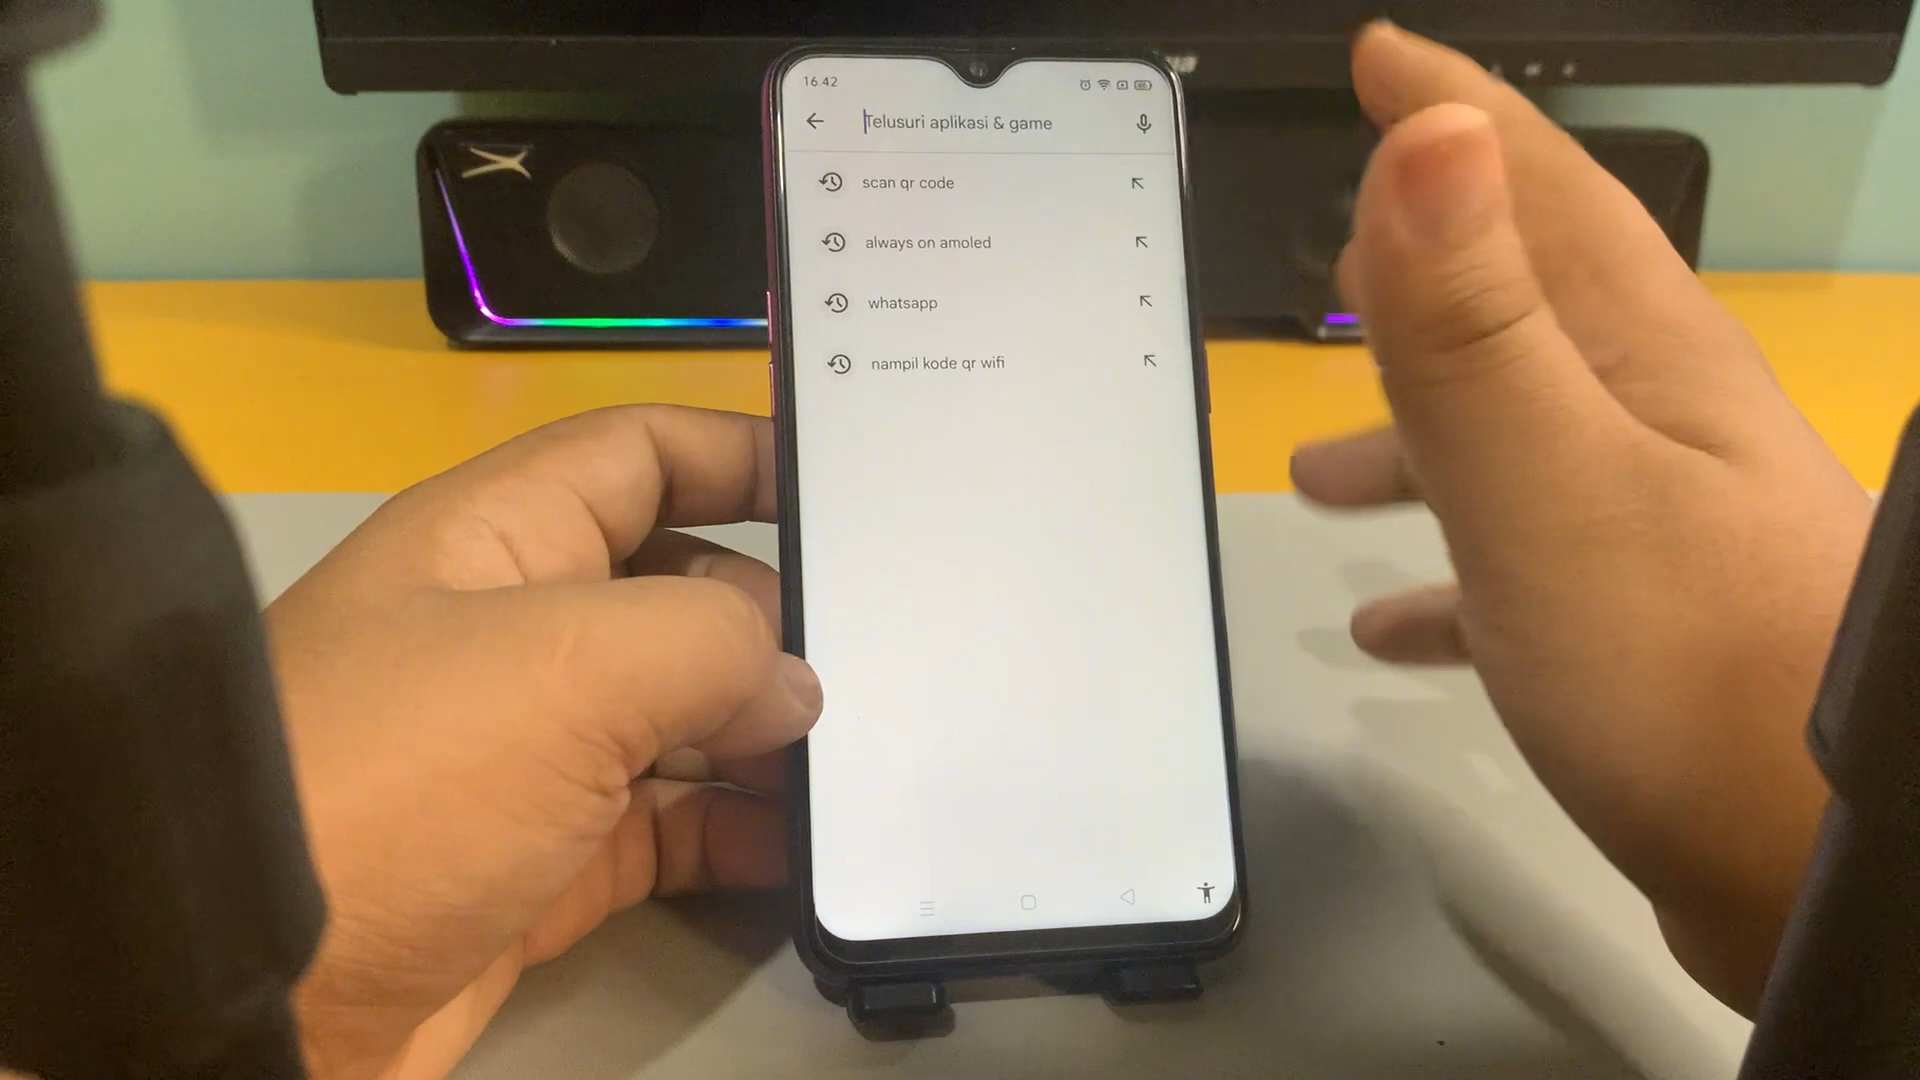 16.42
Telusuri aplikasi & game
scan qr code
always on amoled
whatsapp
nampil kode qr wifi